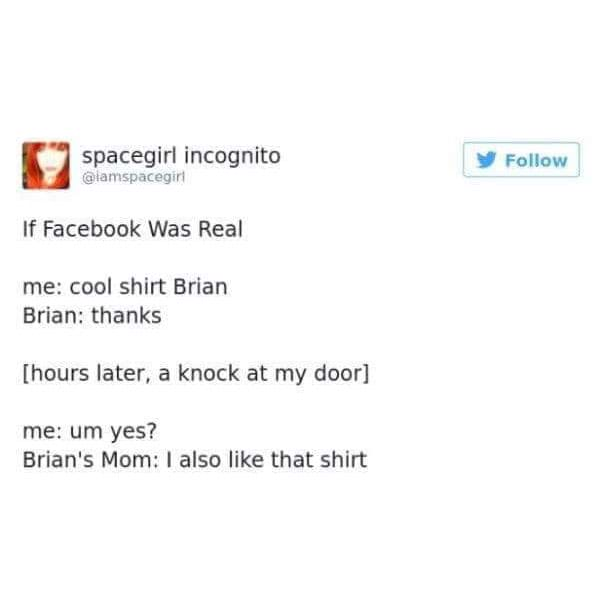 spacegirl incognito
@iamspacegirl
Follow
If Facebook Was Real
me: cool shirt Brian
Brian: thanks
[hours later, a knock at my door]
me: um yes?
Brian's Mom: I also like that shirt